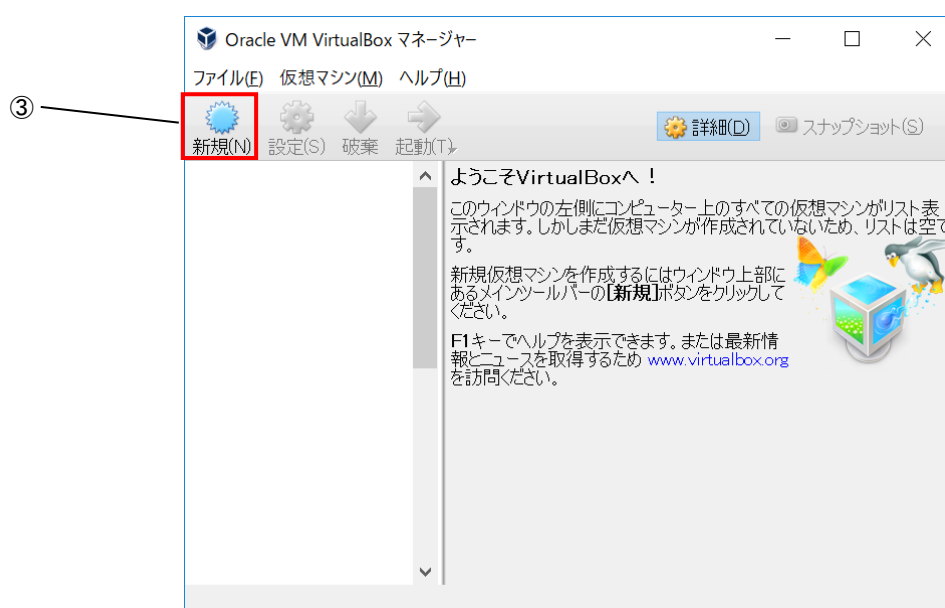 Oracle VM VirtualBox マネージャー
ファイル(F) 仮想マシン(M) ヘルプ(H)
③
新規(N) 設定(S) 破棄 起動(T) 詳細(D) スナップショット(S)
ようこそVirtualBoxへ！
このウィンドウの左側にコンピューター上のすべての仮想マシンがリスト表
示されます。しかしまだ仮想マシンが作成されていないため、リストは空で
す。
新規仮想マシンを作成するにはウィンドウ上部に
あるメインツールバーの[新規]ボタンをクリックして
ください。
F1キーでヘルプを表示できます。または最新情
報とニュースを取得するため www.virtualbox.org
を訪問ください。